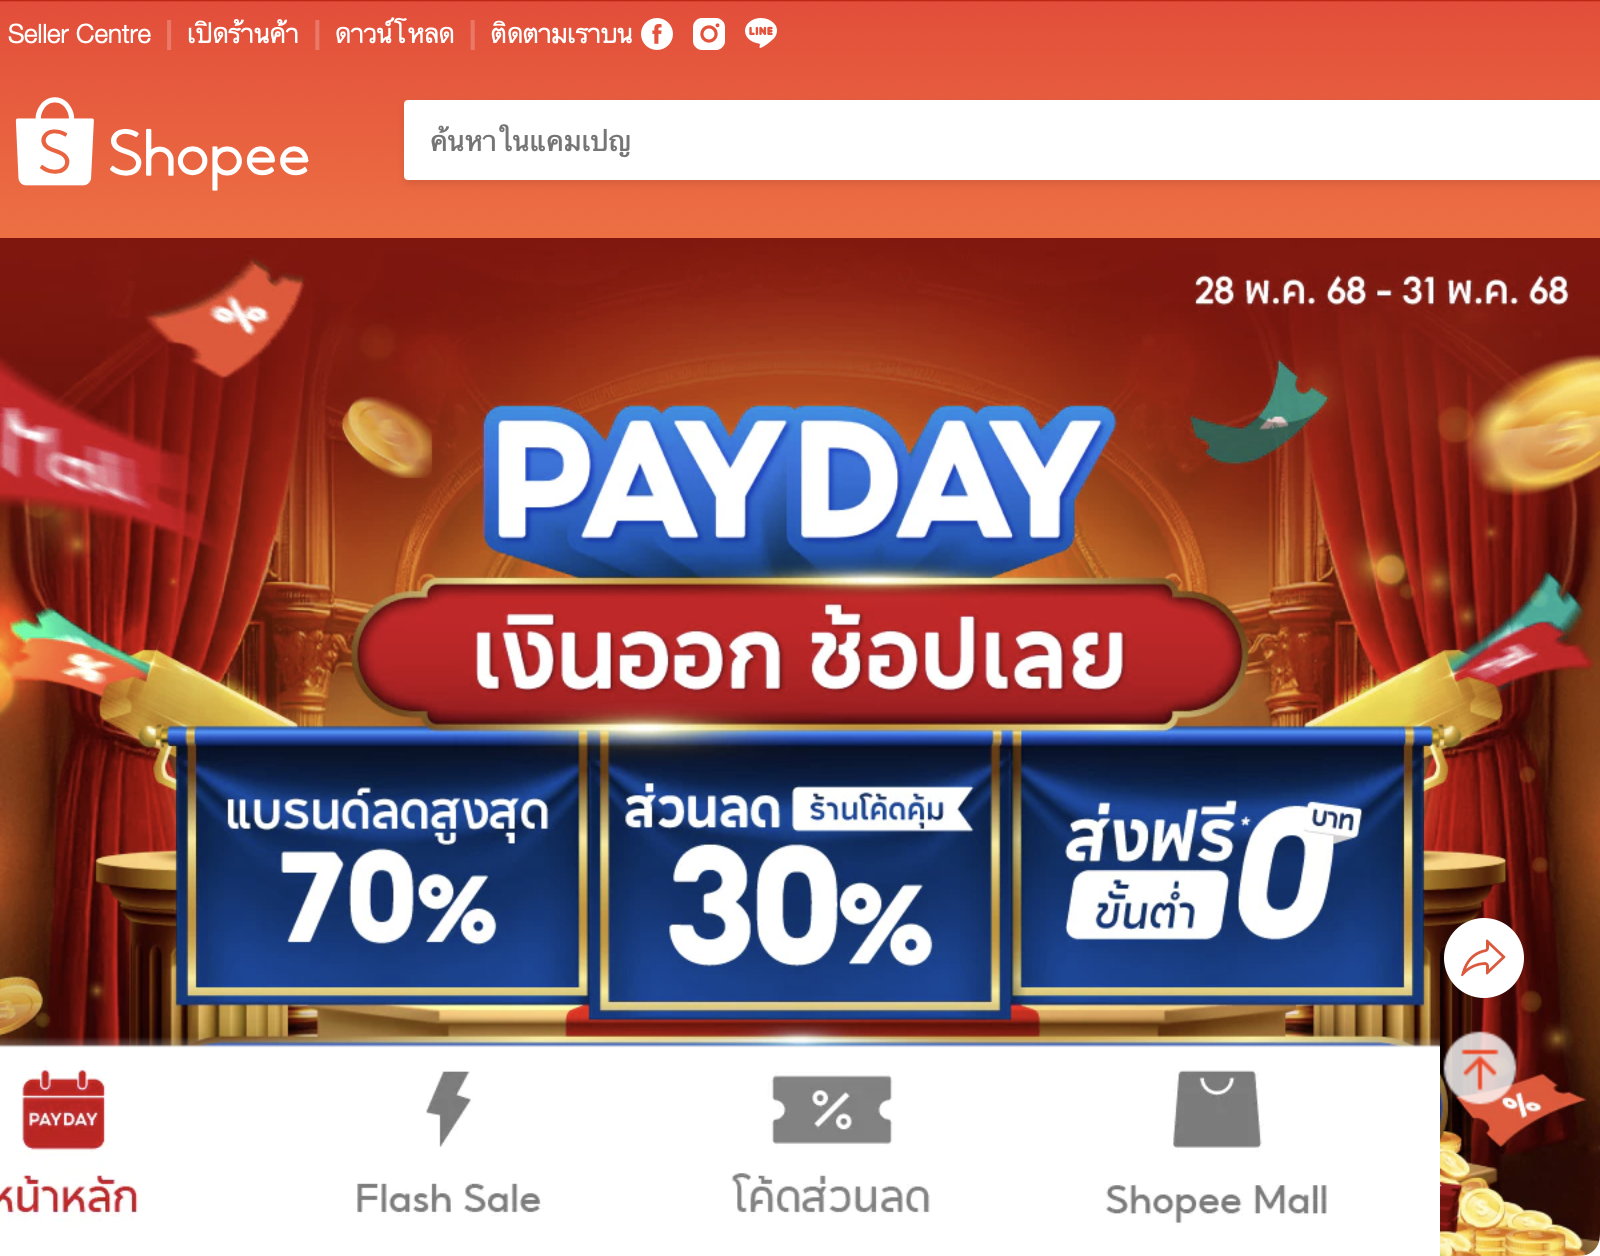 Seller Centre | เปิดร้านค้า | ดาวน์โหลด | ติดตามเราบน LINE
S Shopee
ค้นหาในแคมเปญ
28 พ.ค. 68 - 31 พ.ค. 68
Mall
PAYDAY
เงินออก ช้อปเลย
แบรนด์ลดสูงสุด
70%
ส่วนลด ร้านโค้ดคุ้ม
30%
ส่งฟรี* 0 บาท
ขั้นต่ำ
PAYDAY
หน้าหลัก
Flash Sale
โค้ดส่วนลด
Shopee Mall